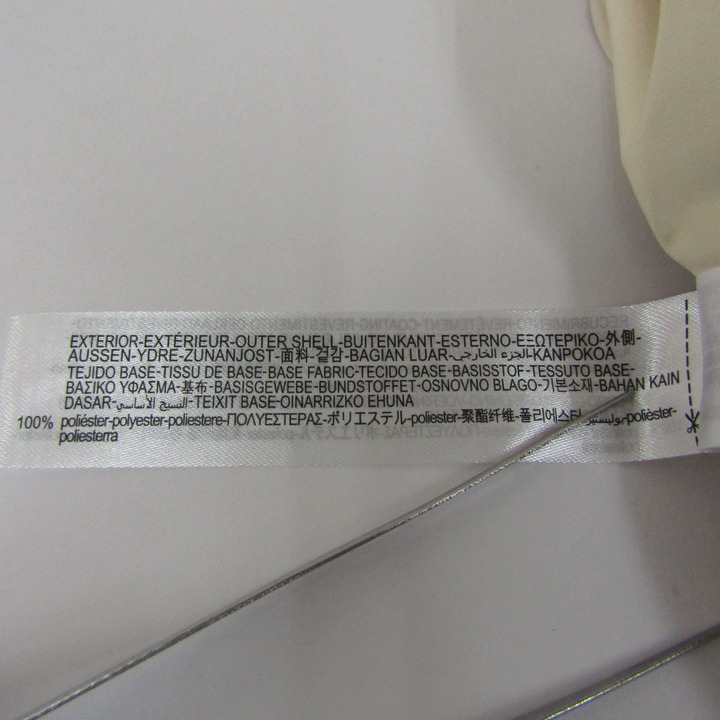 EXTERIOR-EXTÉRIEUR-OUTER SHELL-BUITENKANT-ESTERNO-ΕΞΩΤΕΡΙΚΟ-外側-
AUSSEN-YDRE-ZUNANJOST-面料-겉감-BAGIAN LUAR-الجزء الخارجي-KANPOKOA
TEJIDO BASE-TISSU DE BASE-BASE FABRIC-TECIDO BASE-BASISSTOF-TESSUTO BASE-
ΒΑΣΙΚΟ ΥΦΑΣΜΑ-基布-BASISGEWEBE-BUNDSTOFFET-OSNOVNO BLAGO-기본소재-BAHAN KAIN
DASAR-النسيج الأساسي-TEIXIT BASE-OINARRIZKO EHUNA
100% poliéster-polyester-poliestere-ΠΟΛΥΕΣΤΕΡΑΣ-ポリエステル-poliester-聚酯纤维-폴리에스터-بوليستير-polièster-
poliesterra